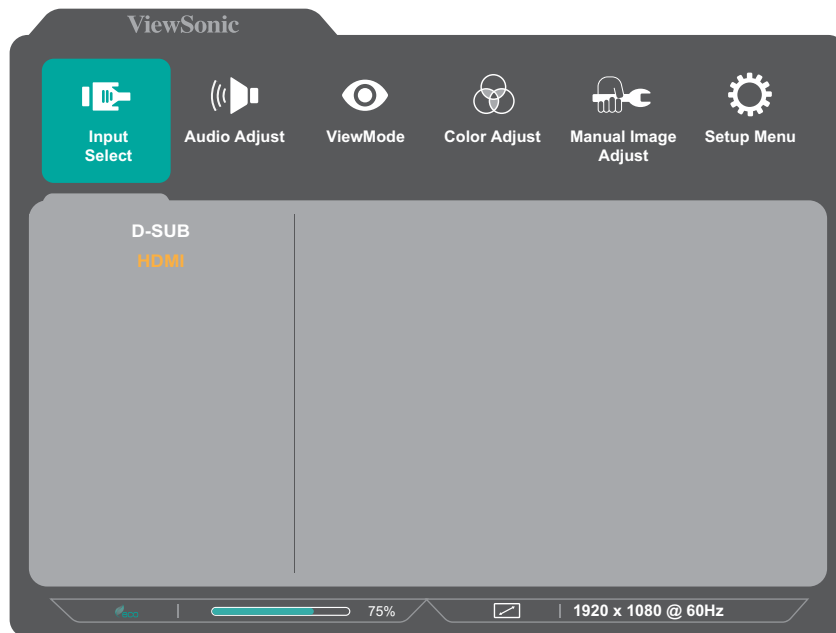 ViewSonic
Input
Select
Audio Adjust
ViewMode
Color Adjust
Manual Image
Adjust
Setup Menu
D-SUB
HDMI
eco
75%
1920 x 1080 @ 60Hz